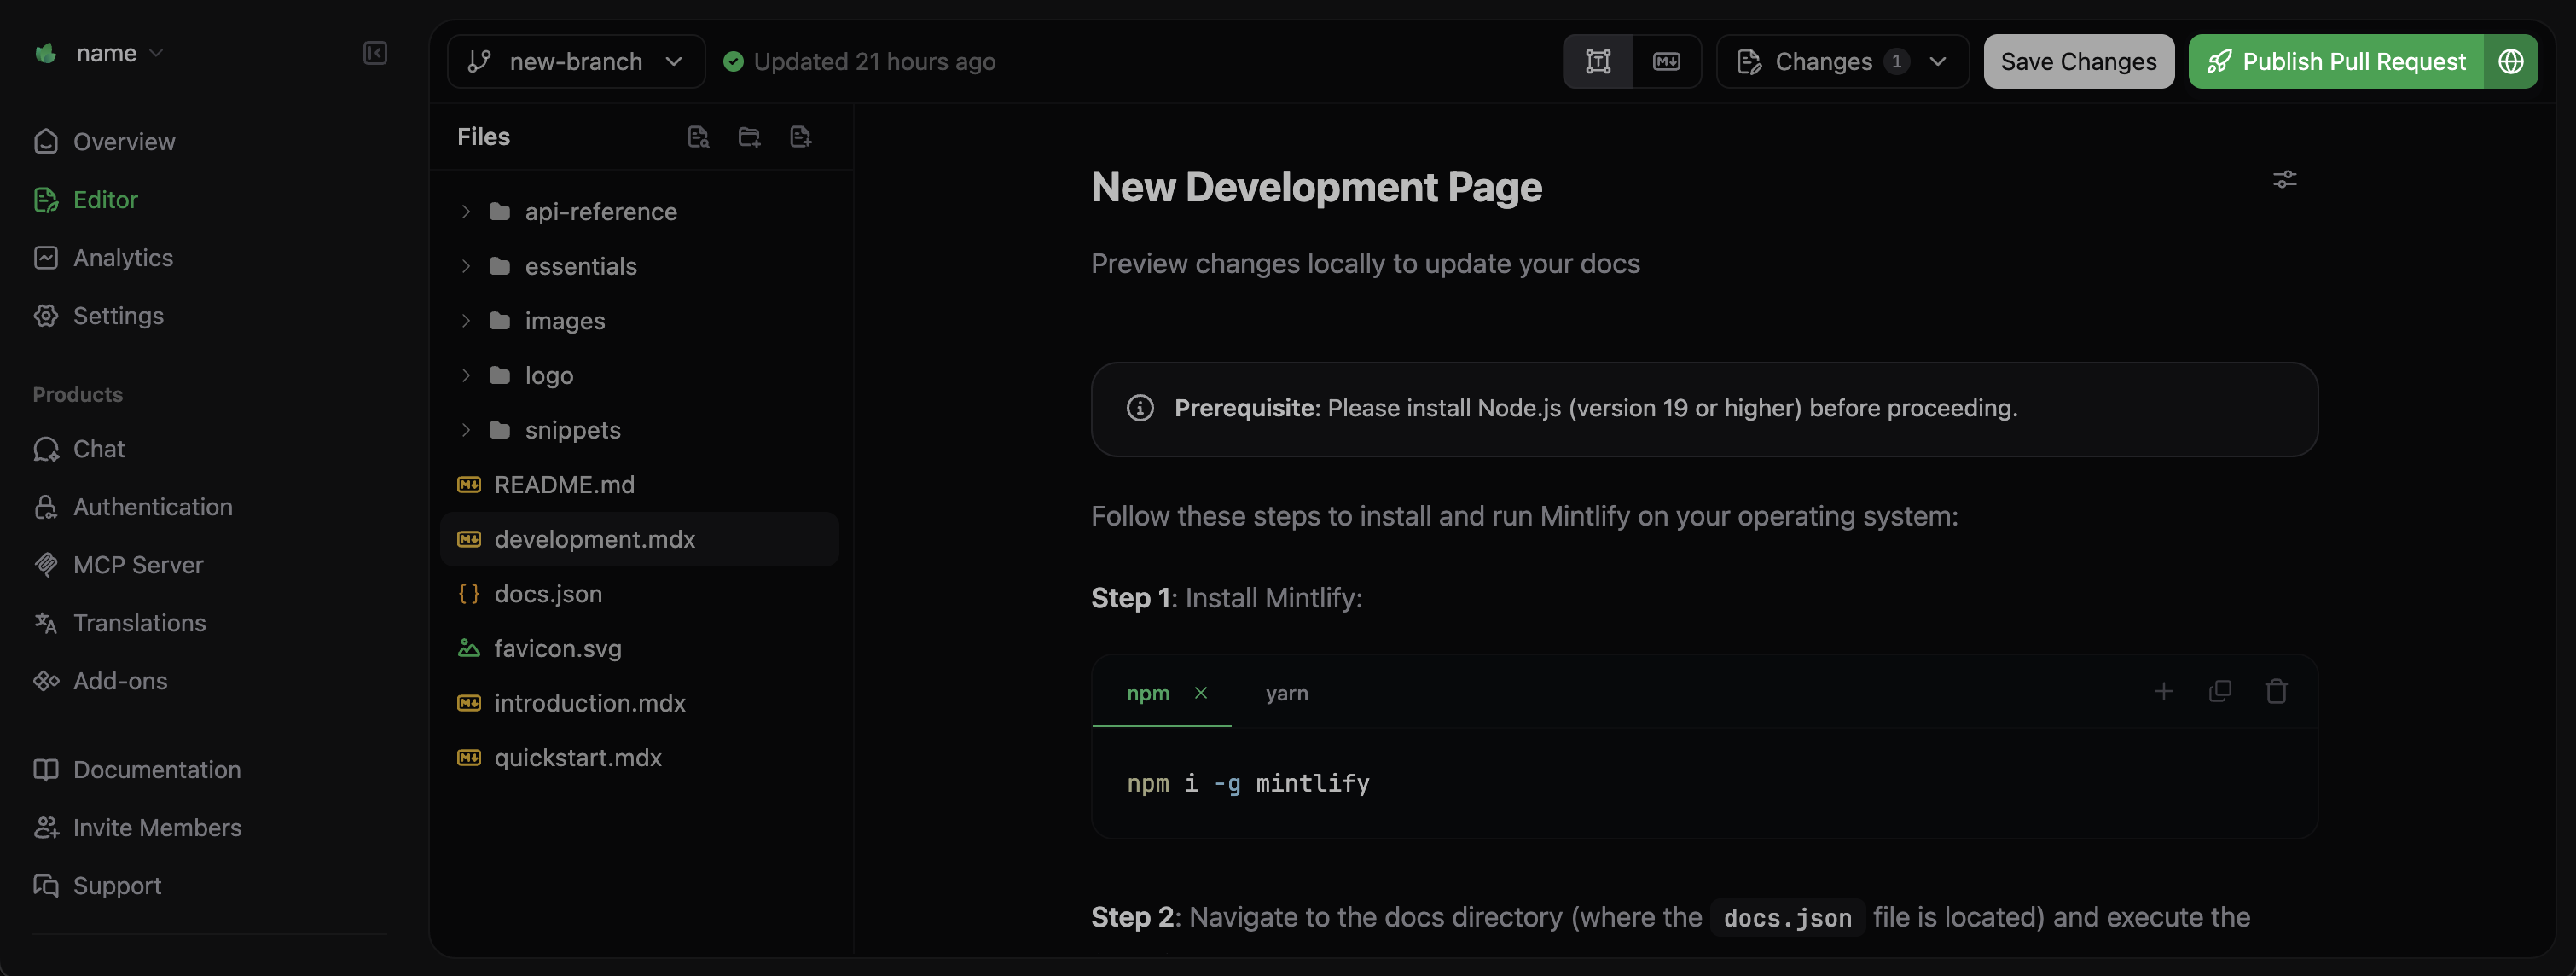 name
Overview
Editor
Analytics
Settings
Products
Chat
Authentication
MCP Server
Translations
Add-ons
Documentation
Invite Members
Support
new-branch
Updated 21 hours ago
Changes 1
Save Changes
Publish Pull Request
Files
api-reference
essentials
images
logo
snippets
README.md
development.mdx
docs.json
favicon.svg
introduction.mdx
quickstart.mdx
New Development Page
Preview changes locally to update your docs
Prerequisite: Please install Node.js (version 19 or higher) before proceeding.
Follow these steps to install and run Mintlify on your operating system:
Step 1: Install Mintlify:
npm yarn
npm i -g mintlify
Step 2: Navigate to the docs directory (where the docs.json file is located) and execute the